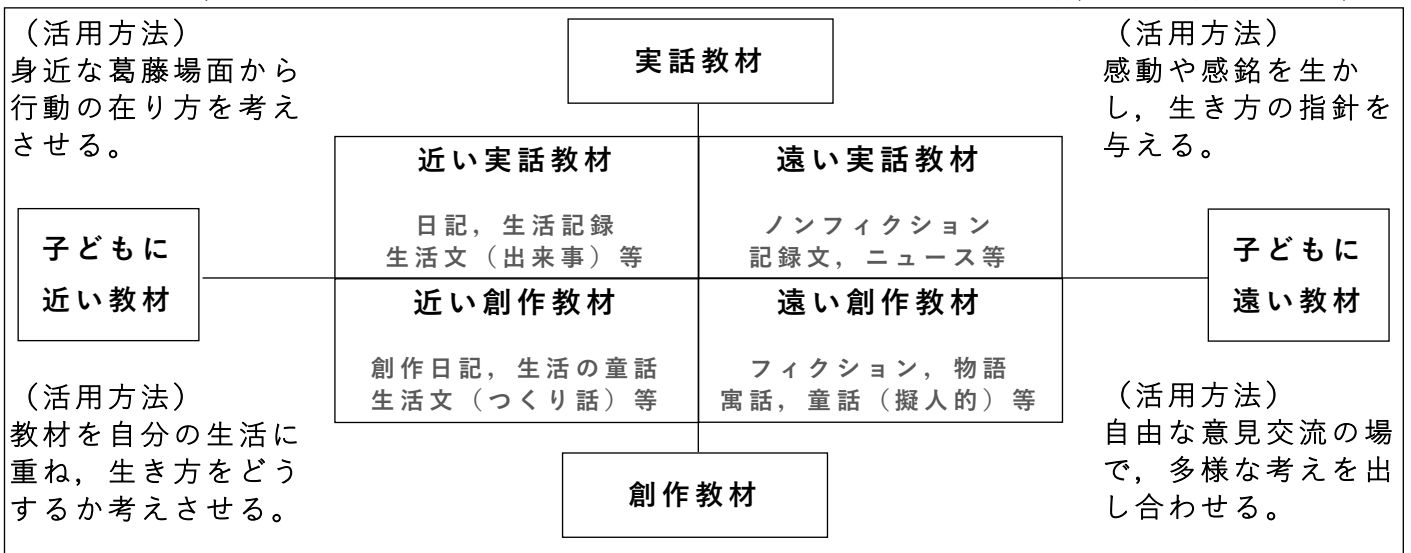 （活用方法）
身近な葛藤場面から
行動の在り方を考え
させる。
実話教材
（活用方法）
感動や感銘を生か
し，生き方の指針を
与える。
近い実話教材
日記，生活記録
生活文（出来事）等
遠い実話教材
ノンフィクション
記録文，ニュース等
子どもに
近い教材
子どもに
遠い教材
近い創作教材
創作日記，生活の童話
生活文（つくり話）等
遠い創作教材
フィクション，物語
寓話，童話（擬人的）等
（活用方法）
教材を自分の生活に
重ね，生き方をどう
するか考えさせる。
創作教材
（活用方法）
自由な意見交流の場
で，多様な考えを出
し合わせる。